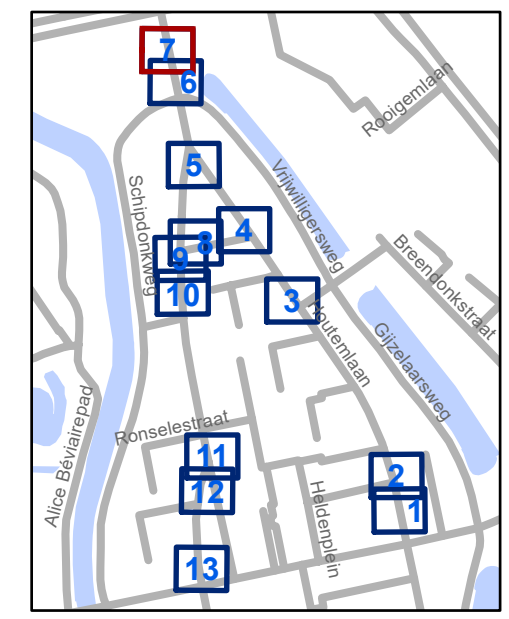 7
6
Rooigemlaan
5
Vrijwilligersweg
Schipdonkweg
4
8
9
Breendonkstraat
10
3
Houtemlaan
Gijzelaarsweg
Alice Béviairepad
Ronselestraat
11
2
12
1
Heldenplein
13